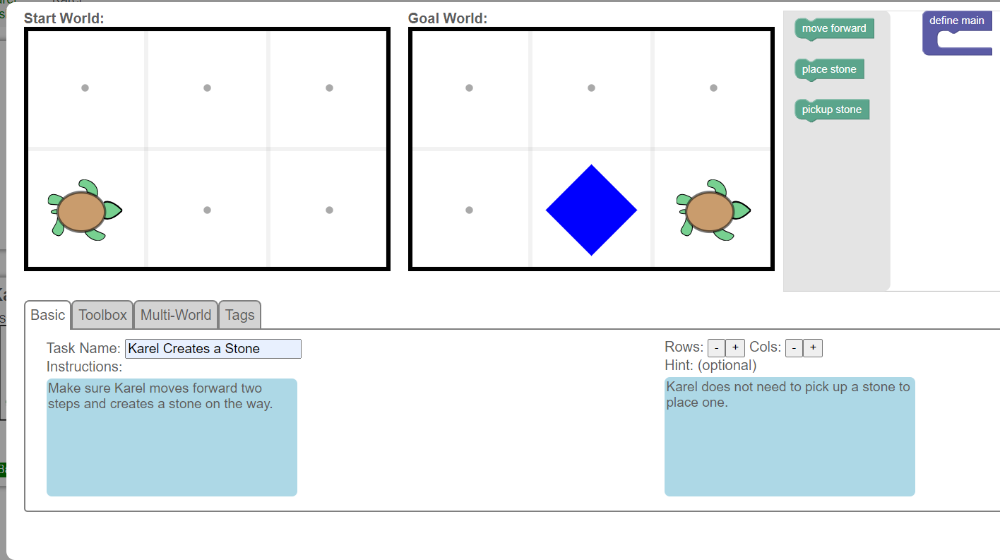 Start World:
Goal World:
move forward
place stone
pickup stone
define main
Basic
Toolbox
Multi-World
Tags
Task Name: Karel Creates a Stone
Instructions:
Make sure Karel moves forward two
steps and creates a stone on the way.
Rows: - + Cols: - +
Hint: (optional)
Karel does not need to pick up a stone to
place one.